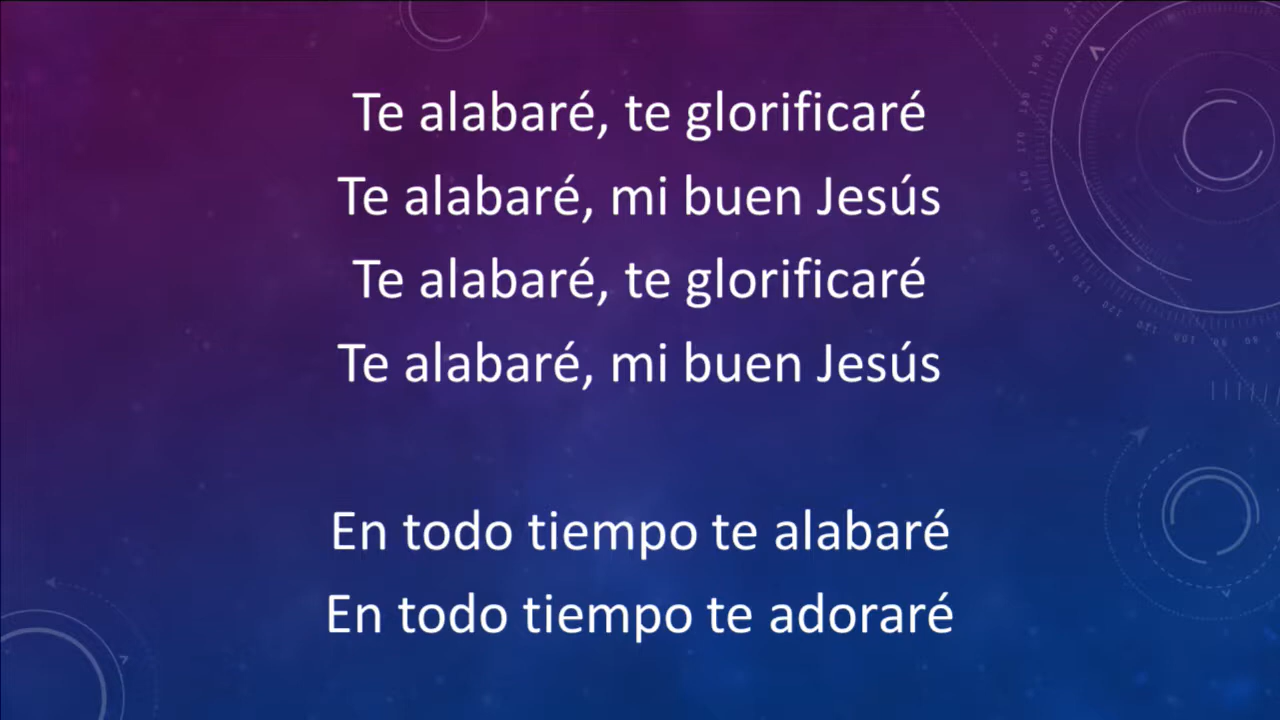 Te alabaré, te glorificaré
Te alabaré, mi buen Jesús
Te alabaré, te glorificaré
Te alabaré, mi buen Jesús
En todo tiempo te alabaré
En todo tiempo te adoraré